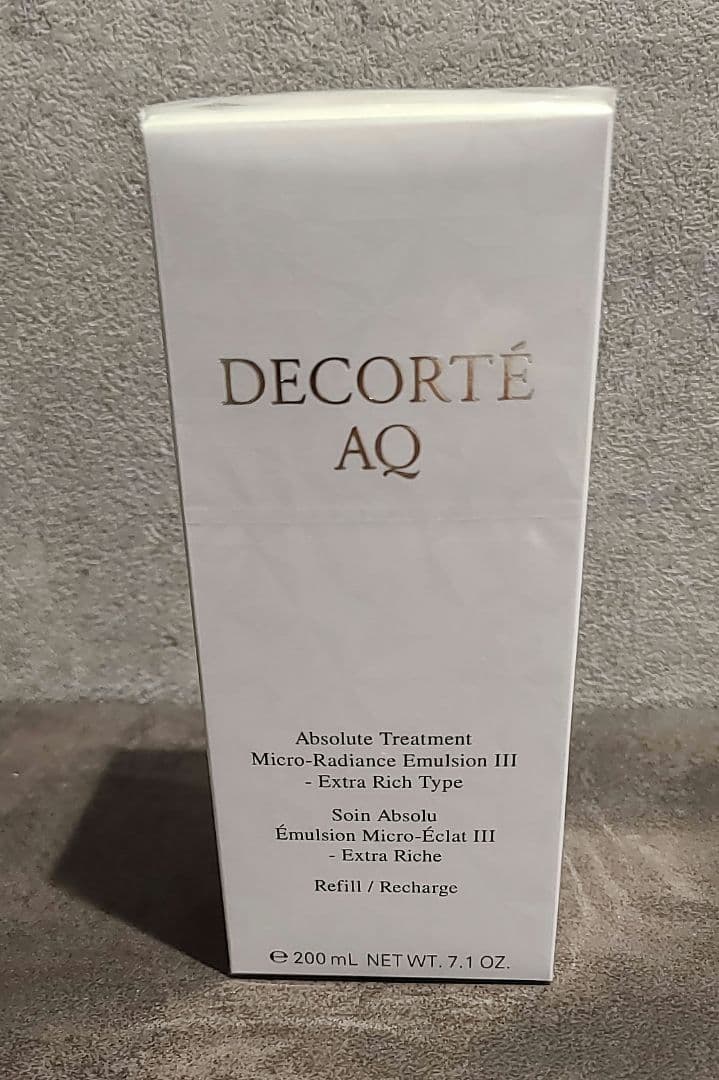 DECORTÉ
AQ
Absolute Treatment
Micro-Radiance Emulsion III
- Extra Rich Type
Soin Absolu
Émulsion Micro-Éclat III
- Extra Riche
Refill / Recharge
℮ 200 mL NET WT. 7.1 OZ.